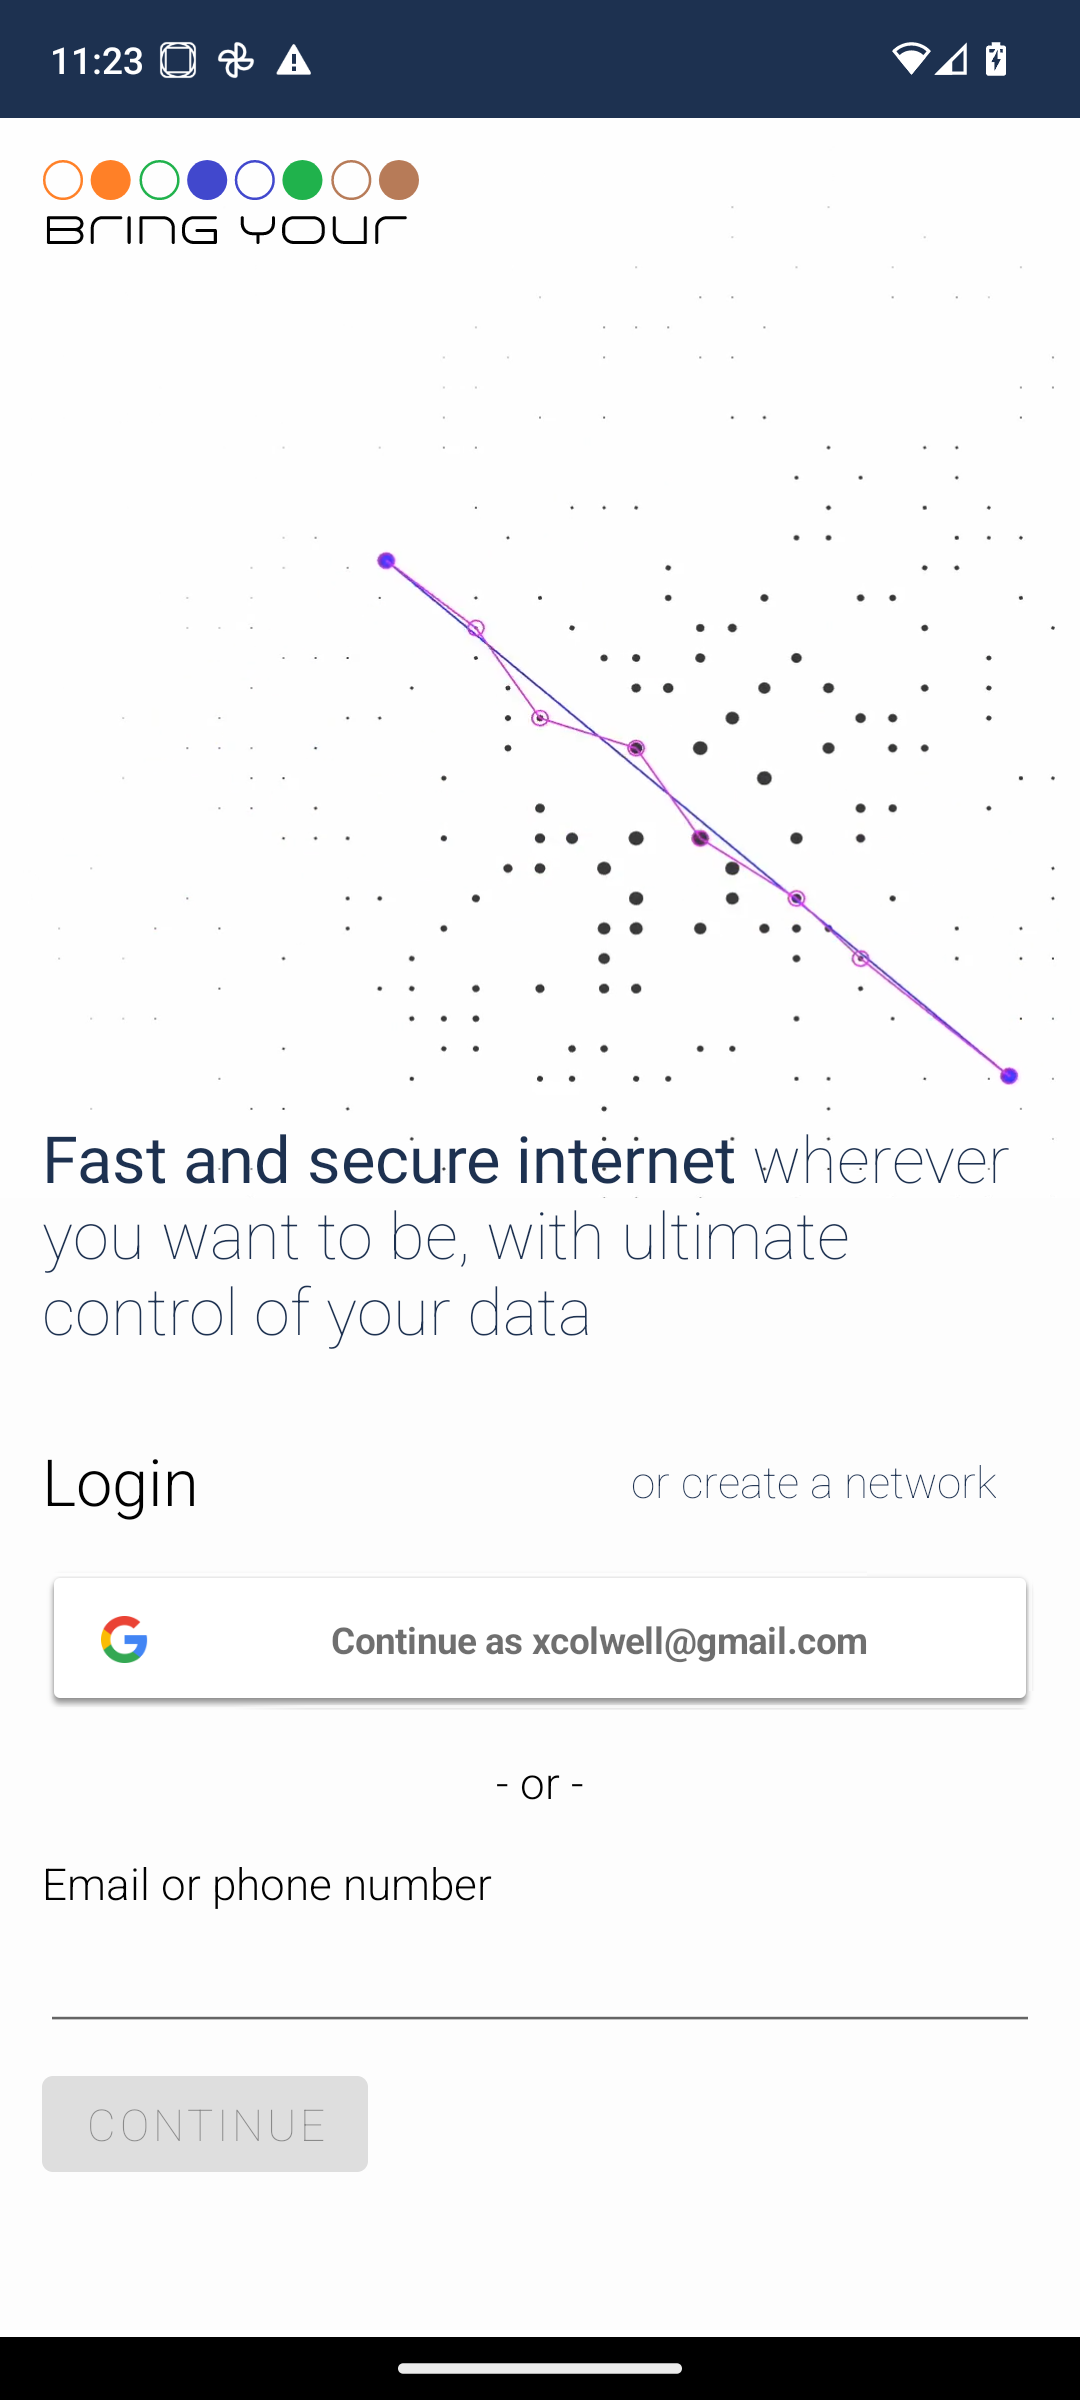 11:23
BRING YOUR
Fast and secure internet wherever
you want to be, with ultimate
control of your data
Login
or create a network
Continue as xcolwell@gmail.com
- or -
Email or phone number
CONTINUE